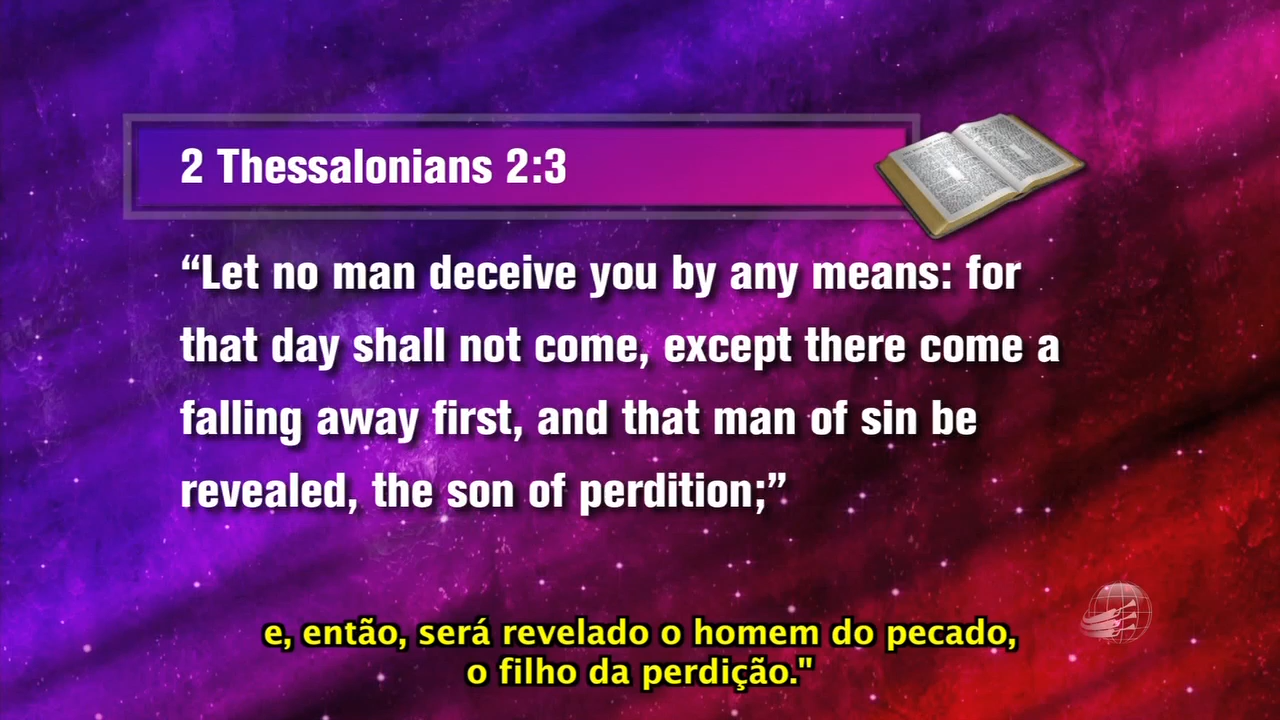 2 Thessalonians 2:3
“Let no man deceive you by any means: for
that day shall not come, except there come a
falling away first, and that man of sin be
revealed, the son of perdition;”
e, então, será revelado o homem do pecado,
o filho da perdição."